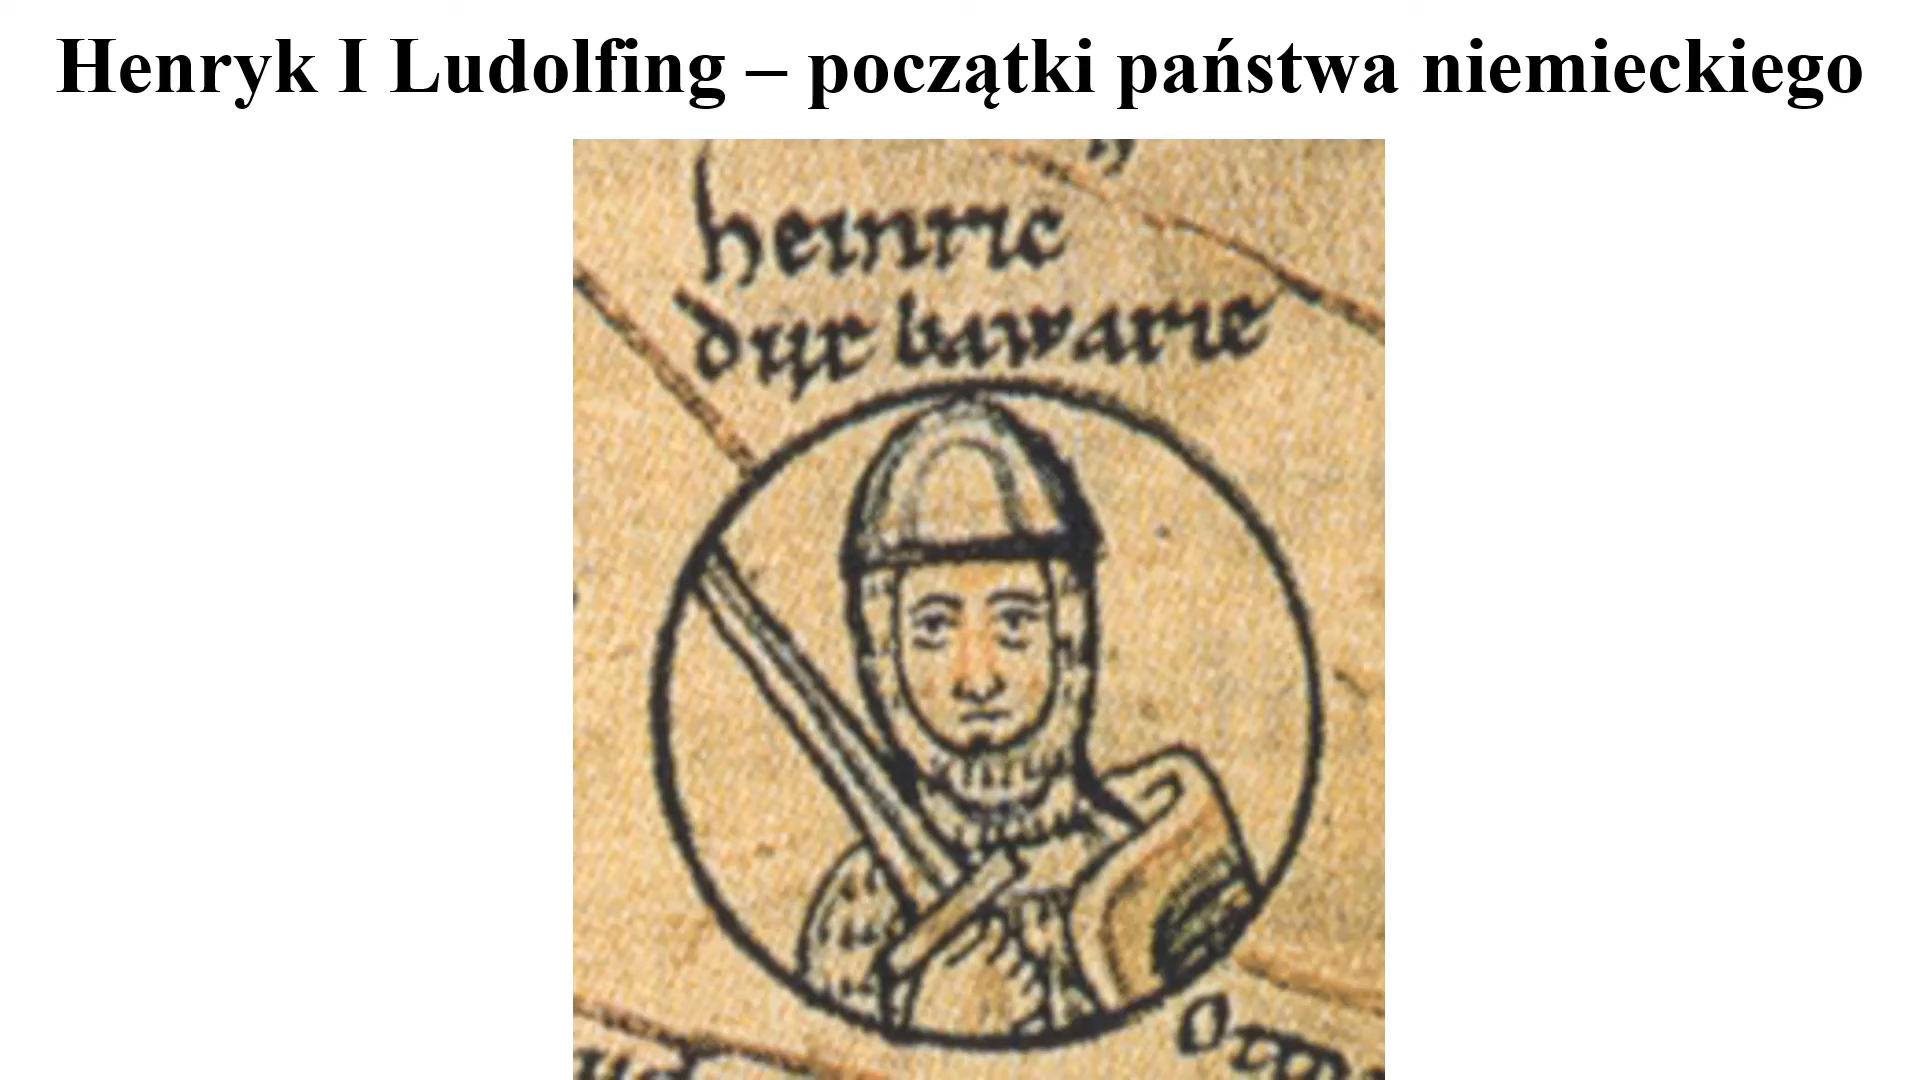 Henryk I Ludolfing – początki państwa niemieckiego
heinric
dux bawarie